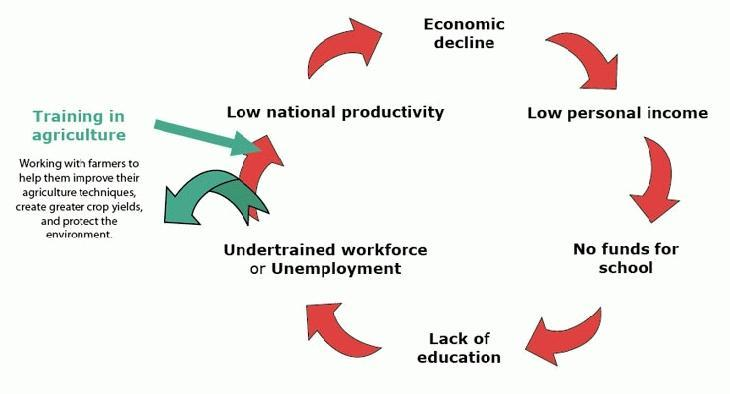 Economic
decline
Low national productivity
Low personal income
Training in
agriculture
Working with farmers to
help them improve their
agriculture techniques,
create greater crop yields,
and protect the
environment.
Undertrained workforce
or Unemployment
No funds for
school
Lack of
education